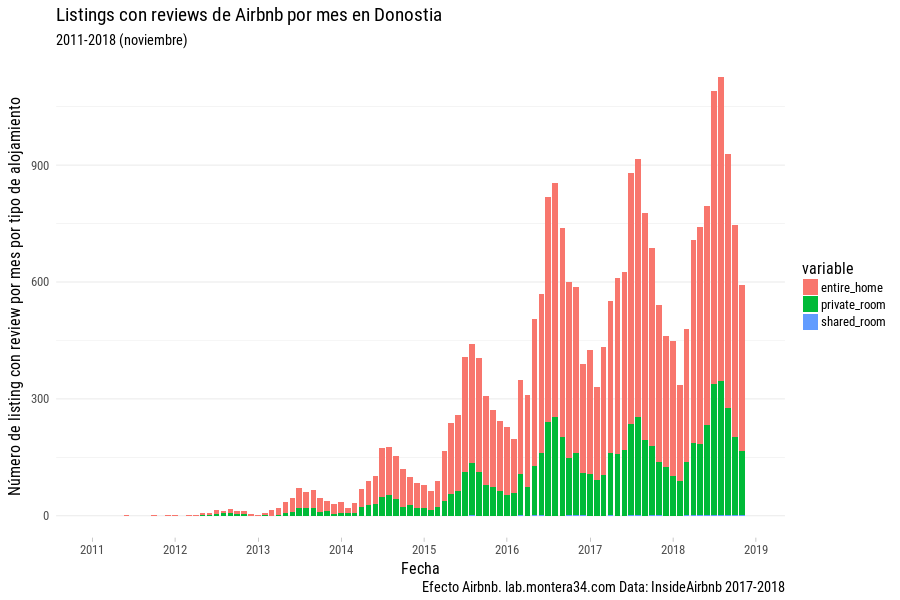 Listings con reviews de Airbnb por mes en Donostia
2011-2018 (noviembre)
Número de listing con review por mes por tipo de alojamiento
900
600
300
0
2011 2012 2013 2014 2015 2016 2017 2018 2019
Fecha
variable
entire_home
private_room
shared_room
Efecto Airbnb. lab.montera34.com Data: InsideAirbnb 2017-2018